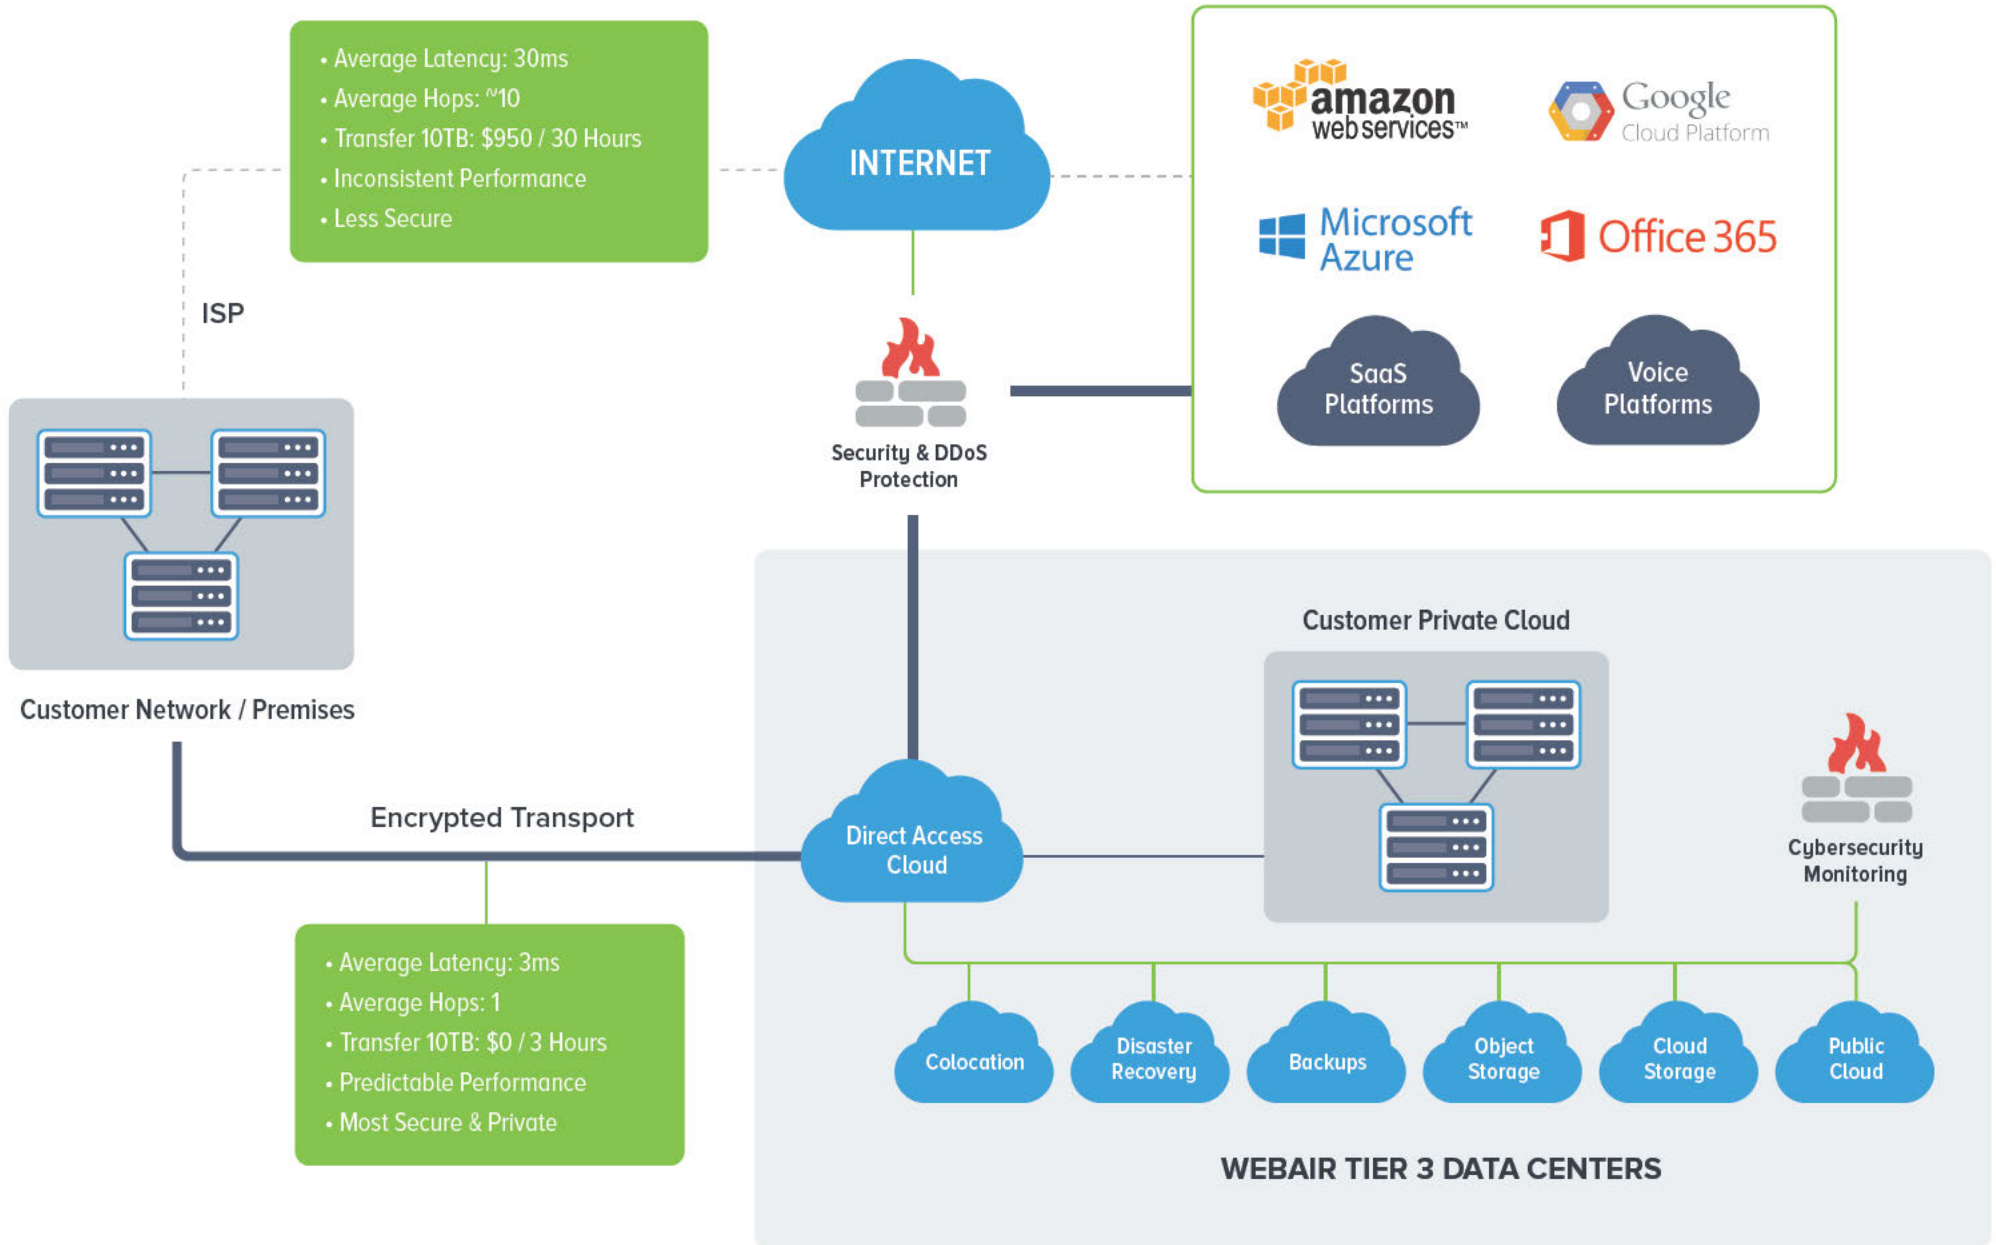 • Average Latency: 30ms
• Average Hops: ~10
• Transfer 10TB: $950 / 30 Hours
• Inconsistent Performance
• Less Secure
INTERNET
amazon
webservices™
Google
Cloud Platform
Microsoft
Azure
Office 365
SaaS
Platforms
Voice
Platforms
ISP
Security & DDoS
Protection
Customer Network / Premises
Encrypted Transport
• Average Latency: 3ms
• Average Hops: 1
• Transfer 10TB: $0 / 3 Hours
• Predictable Performance
• Most Secure & Private
Customer Private Cloud
Direct Access
Cloud
Cybersecurity
Monitoring
Colocation
Disaster
Recovery
Backups
Object
Storage
Cloud
Storage
Public
Cloud
WEBAIR TIER 3 DATA CENTERS